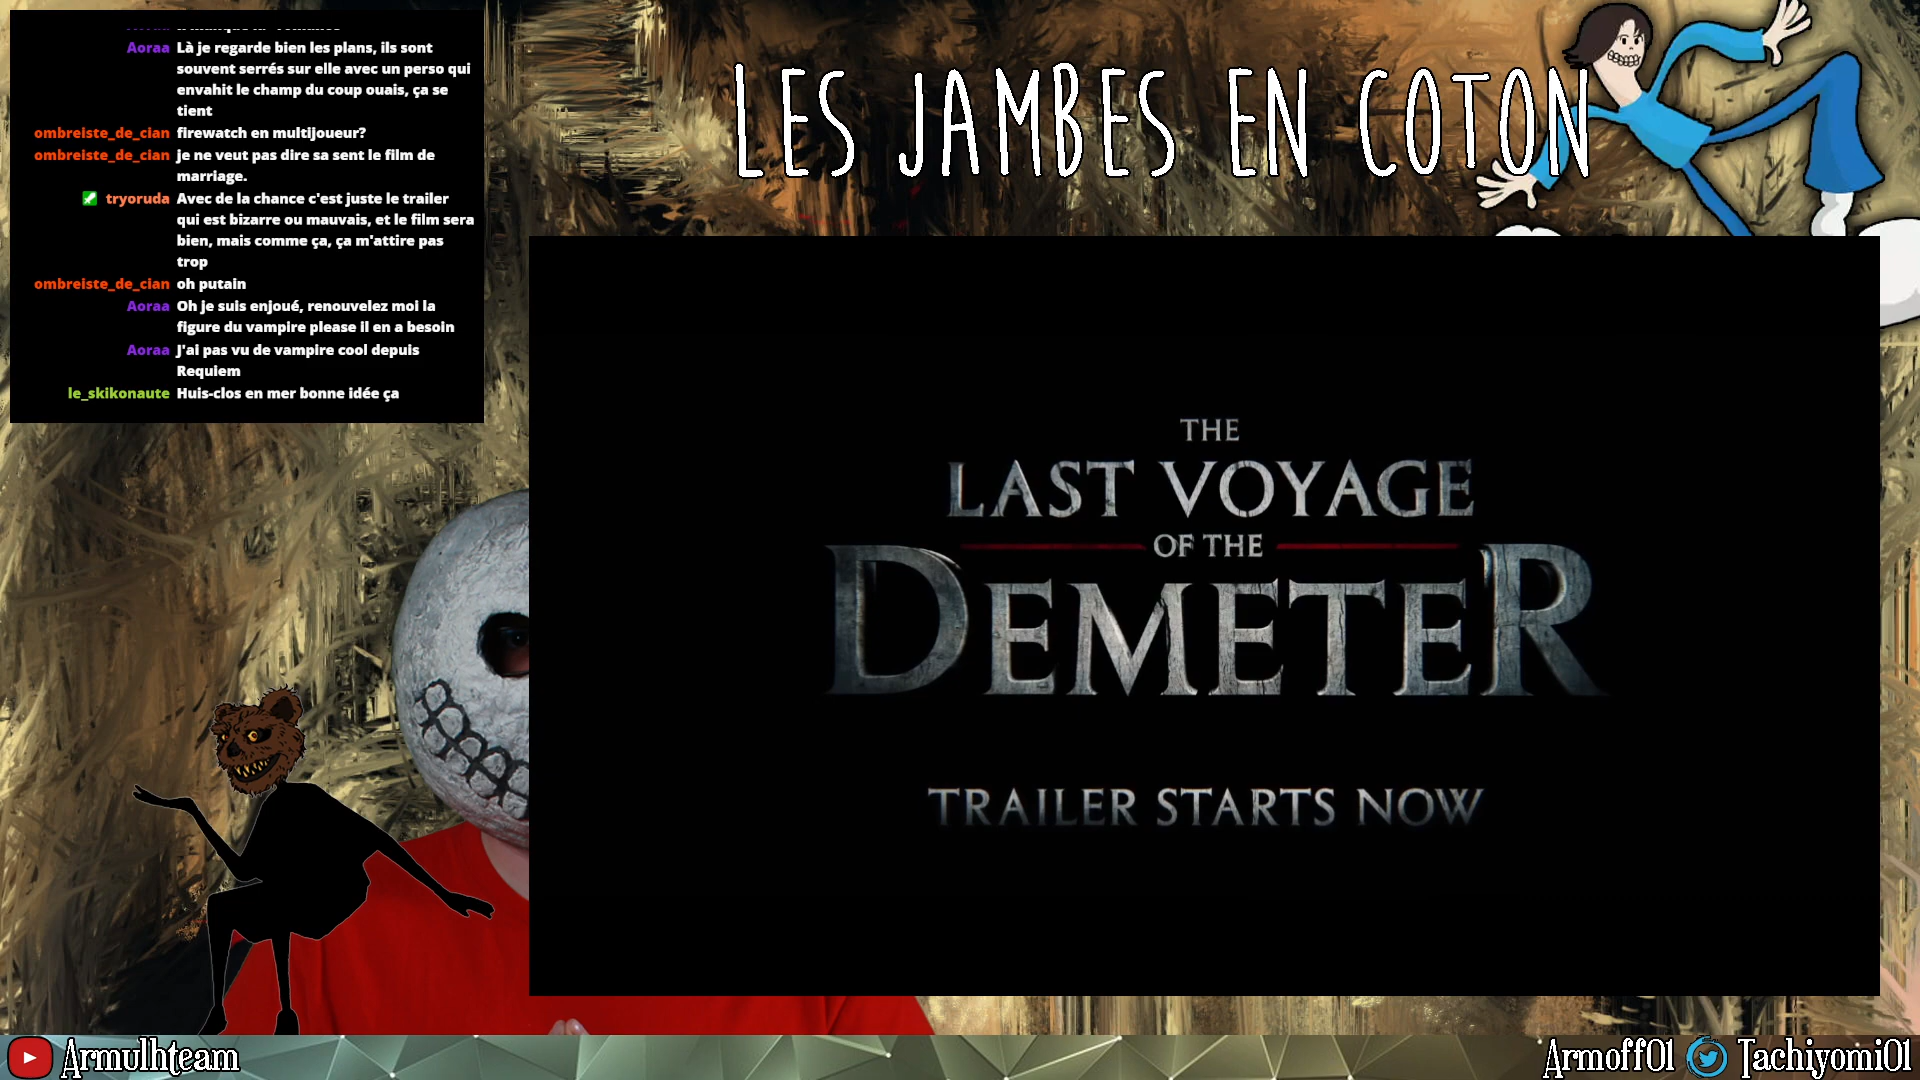 Aoraa Là je regarde bien les plans, ils sont
souvent serrés sur elle avec un perso qui
envahit le champ du coup ouais, ça se
tient
ombreiste_de_cian firewatch en multijoueur?
ombreiste_de_cian je ne veut pas dire sa sent le film de
marriage.
tryoruda Avec de la chance c'est juste le trailer
qui est bizarre ou mauvais, et le film sera
bien, mais comme ça, ça m'attire pas
trop
ombreiste_de_cian oh putain
Aoraa Oh je suis enjoué, renouvelez moi la
figure du vampire please il en a besoin
Aoraa J'ai pas vu de vampire cool depuis
Requiem
le_skikonaute Huis-clos en mer bonne idée ça
LES JAMBES EN COTON
THE
LAST VOYAGE
OF THE
DEMETER
TRAILER STARTS NOW
Armulhteam
Armoff01
Tachiyomi01